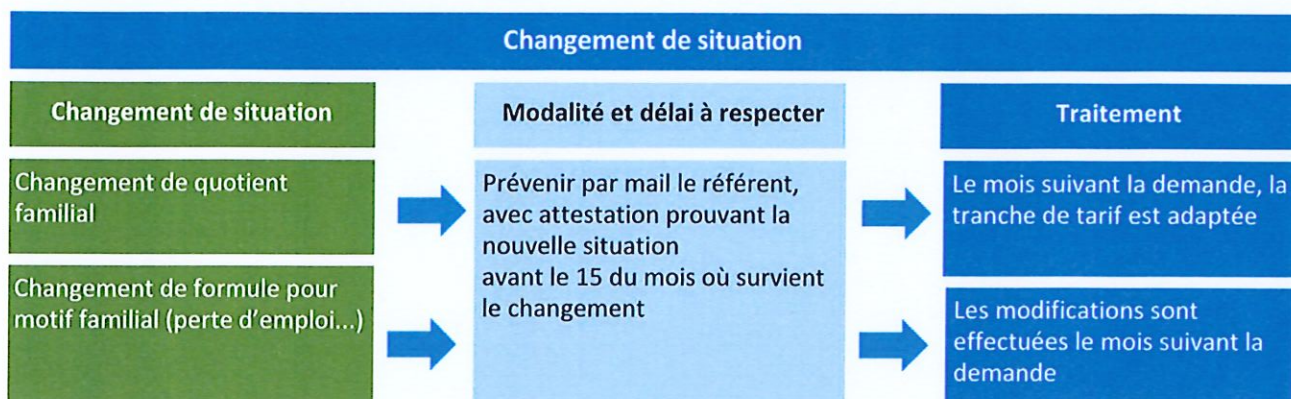 Changement de situation
Changement de situation
Modalité et délai à respecter
Traitement
Changement de quotient
familial
Prévenir par mail le référent,
avec attestation prouvant la
nouvelle situation
avant le 15 du mois où survient
le changement
Le mois suivant la demande, la
tranche de tarif est adaptée
Changement de formule pour
motif familial (perte d'emploi...)
Les modifications sont
effectuées le mois suivant la
demande